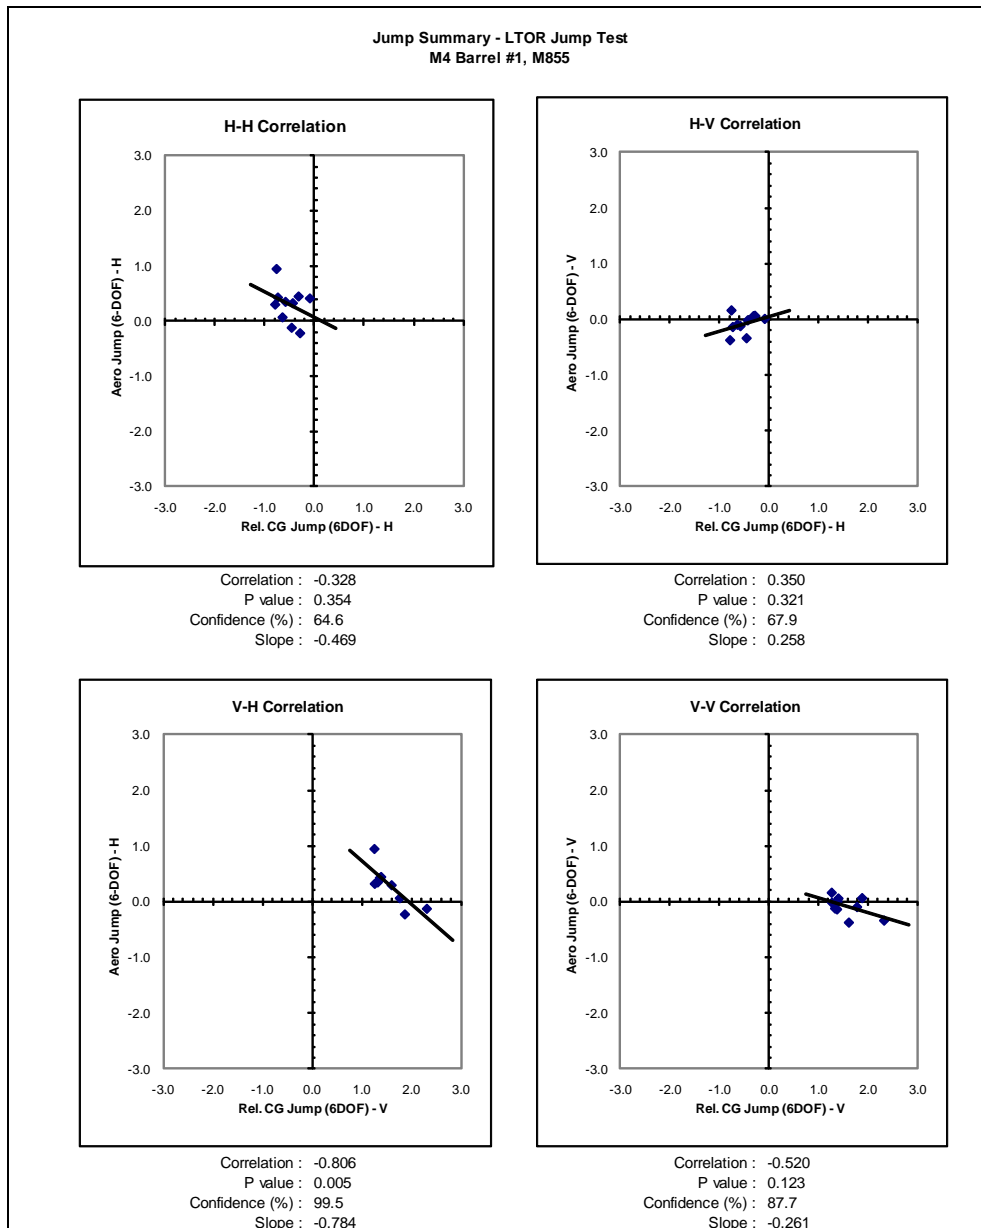 Jump Summary - LTOR Jump Test
M4 Barrel #1, M855
H-H Correlation
3.0
2.0
1.0
0.0
-1.0
-2.0
-3.0
-3.0 -2.0 -1.0 0.0 1.0 2.0 3.0
Aero Jump (6-DOF) - H
Rel. CG Jump (6DOF) - H
Correlation : -0.328
P value : 0.354
Confidence (%) : 64.6
Slope : -0.469
H-V Correlation
3.0
2.0
1.0
0.0
-1.0
-2.0
-3.0
-3.0 -2.0 -1.0 0.0 1.0 2.0 3.0
Aero Jump (6-DOF) - V
Rel. CG Jump (6DOF) - H
Correlation : 0.350
P value : 0.321
Confidence (%) : 67.9
Slope : 0.258
V-H Correlation
3.0
2.0
1.0
0.0
-1.0
-2.0
-3.0
-3.0 -2.0 -1.0 0.0 1.0 2.0 3.0
Aero Jump (6-DOF) - H
Rel. CG Jump (6DOF) - V
Correlation : -0.806
P value : 0.005
Confidence (%) : 99.5
Slope : -0.784
V-V Correlation
3.0
2.0
1.0
0.0
-1.0
-2.0
-3.0
-3.0 -2.0 -1.0 0.0 1.0 2.0 3.0
Aero Jump (6-DOF) - V
Rel. CG Jump (6DOF) - V
Correlation : -0.520
P value : 0.123
Confidence (%) : 87.7
Slope : -0.261